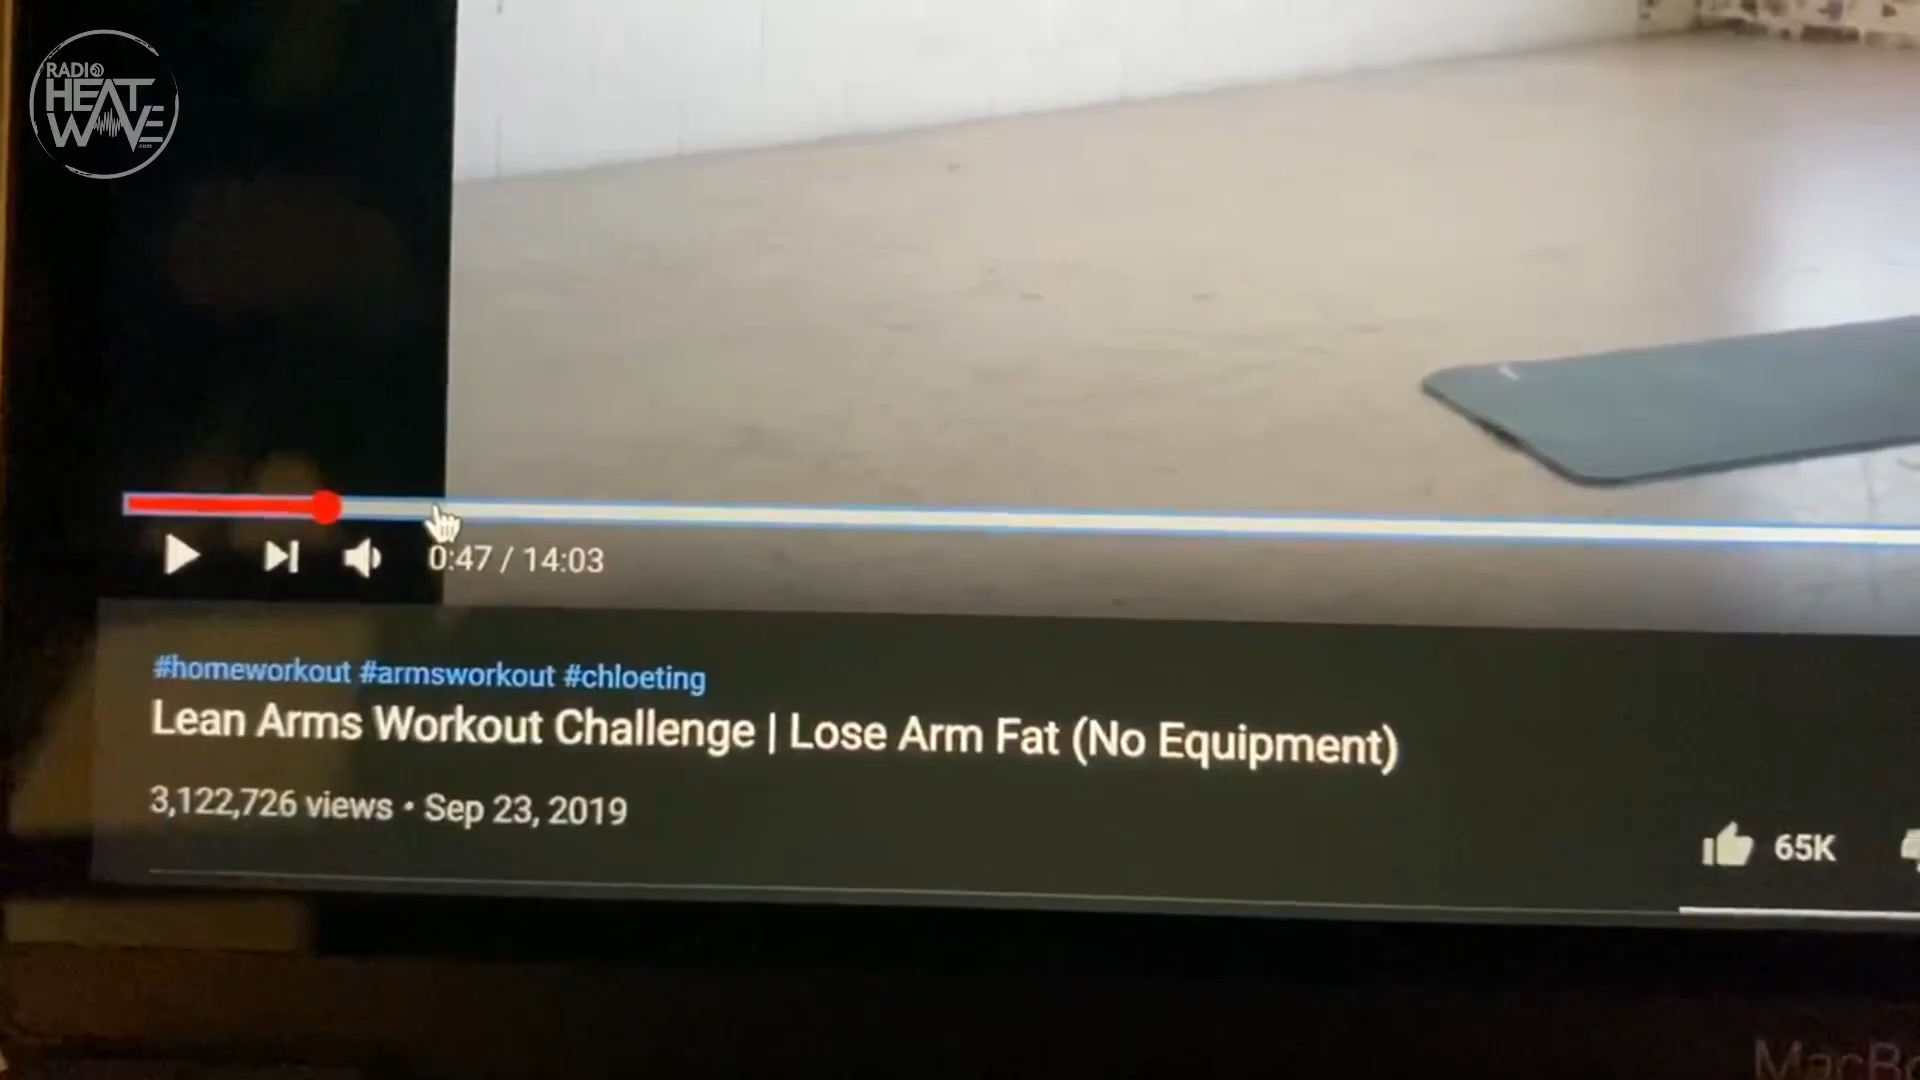 RADIO
HEAT
WAVE
.com
0:47 / 14:03
#homeworkout #armsworkout #chloeting
Lean Arms Workout Challenge | Lose Arm Fat (No Equipment)
3,122,726 views • Sep 23, 2019
65K